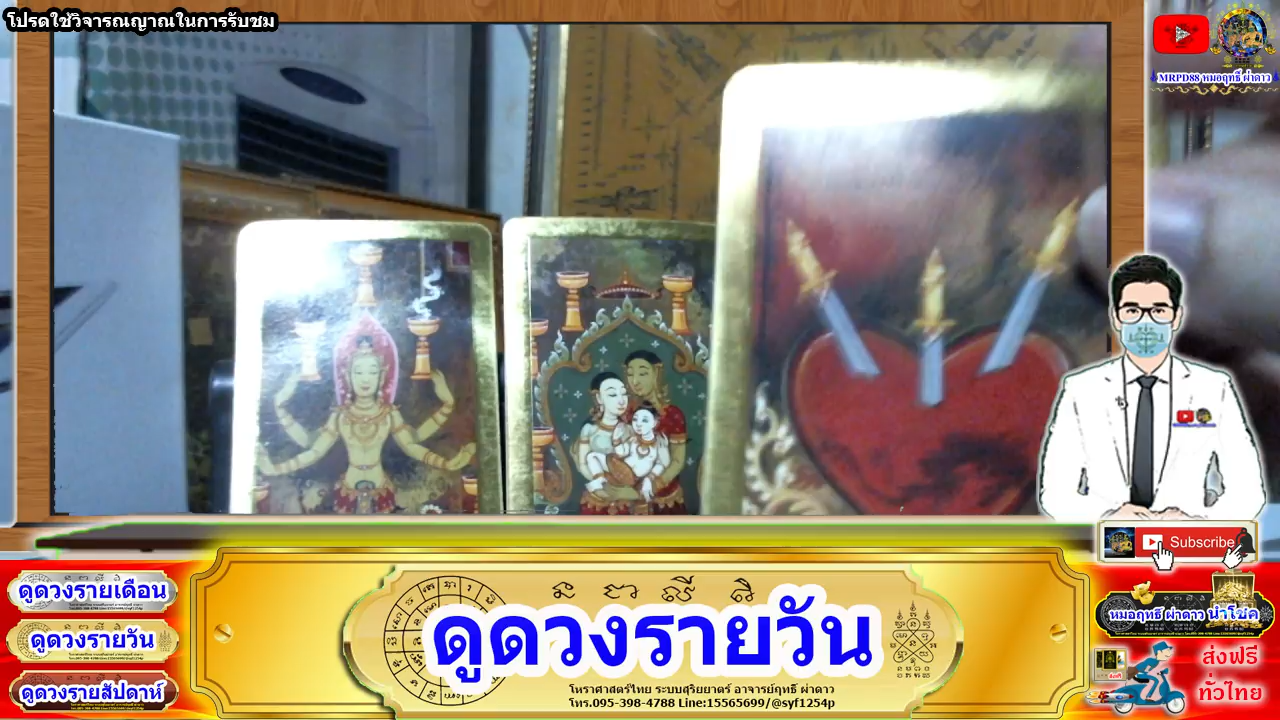 โปรดใช้วิจารณญาณในการรับชม
MRPD88 หมอฤทธิ์ ผ่าดาว
Subscribe
ดูดวงรายเดือน
ดูดวงรายวัน
ดูดวงรายสัปดาห์
ดูดวงรายวัน
โหราศาสตร์ไทย ระบบสุริยยาตร์ อาจารย์ฤทธิ์ ผ่าดาว
โทร.095-398-4788 Line:15565699/@syf1254p
หมอฤทธิ์ ผ่าดาว นำโชค
ส่งฟรี
ทั่วไทย